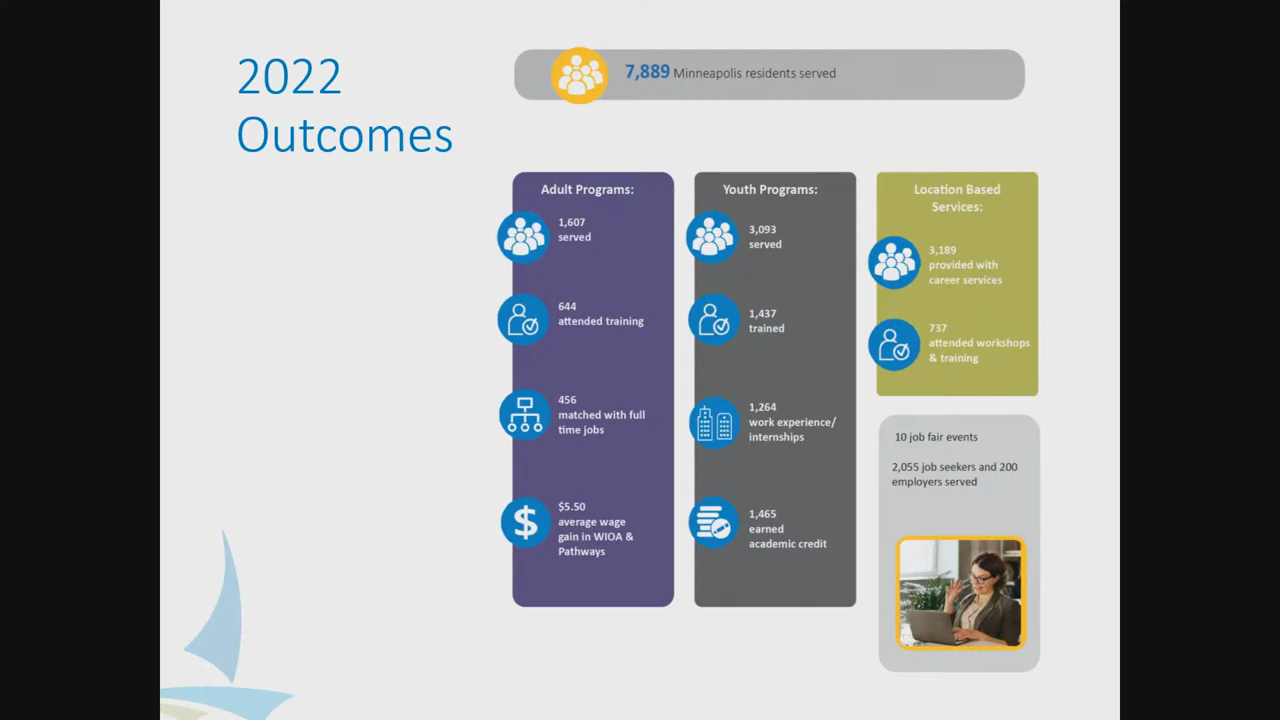 2022
Outcomes
7,889 Minneapolis residents served
Adult Programs:
1,607
served
644
attended training
456
matched with full
time jobs
$5.50
average wage
gain in WIOA &
Pathways
Youth Programs:
3,093
served
1,437
trained
1,264
work experience/
internships
1,465
earned
academic credit
Location Based
Services:
3,189
provided with
career services
737
attended workshops
& training
10 job fair events
2,055 job seekers and 200
employers served